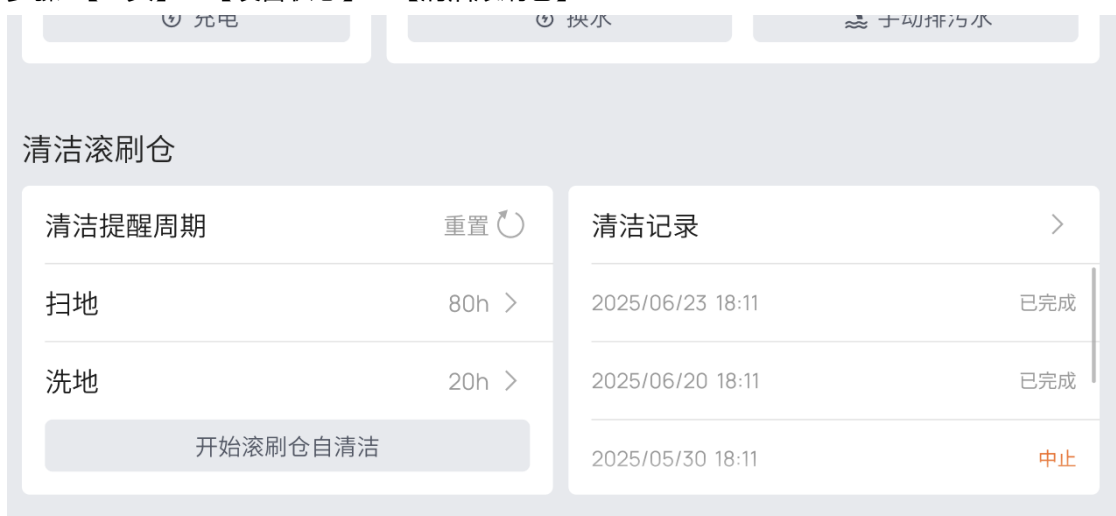 充电
换水
手动排污水
清洁滚刷仓
清洁提醒周期 重置
扫地 80h
洗地 20h
开始滚刷仓自清洁
清洁记录
2025/06/23 18:11 已完成
2025/06/20 18:11 已完成
2025/05/30 18:11 中止